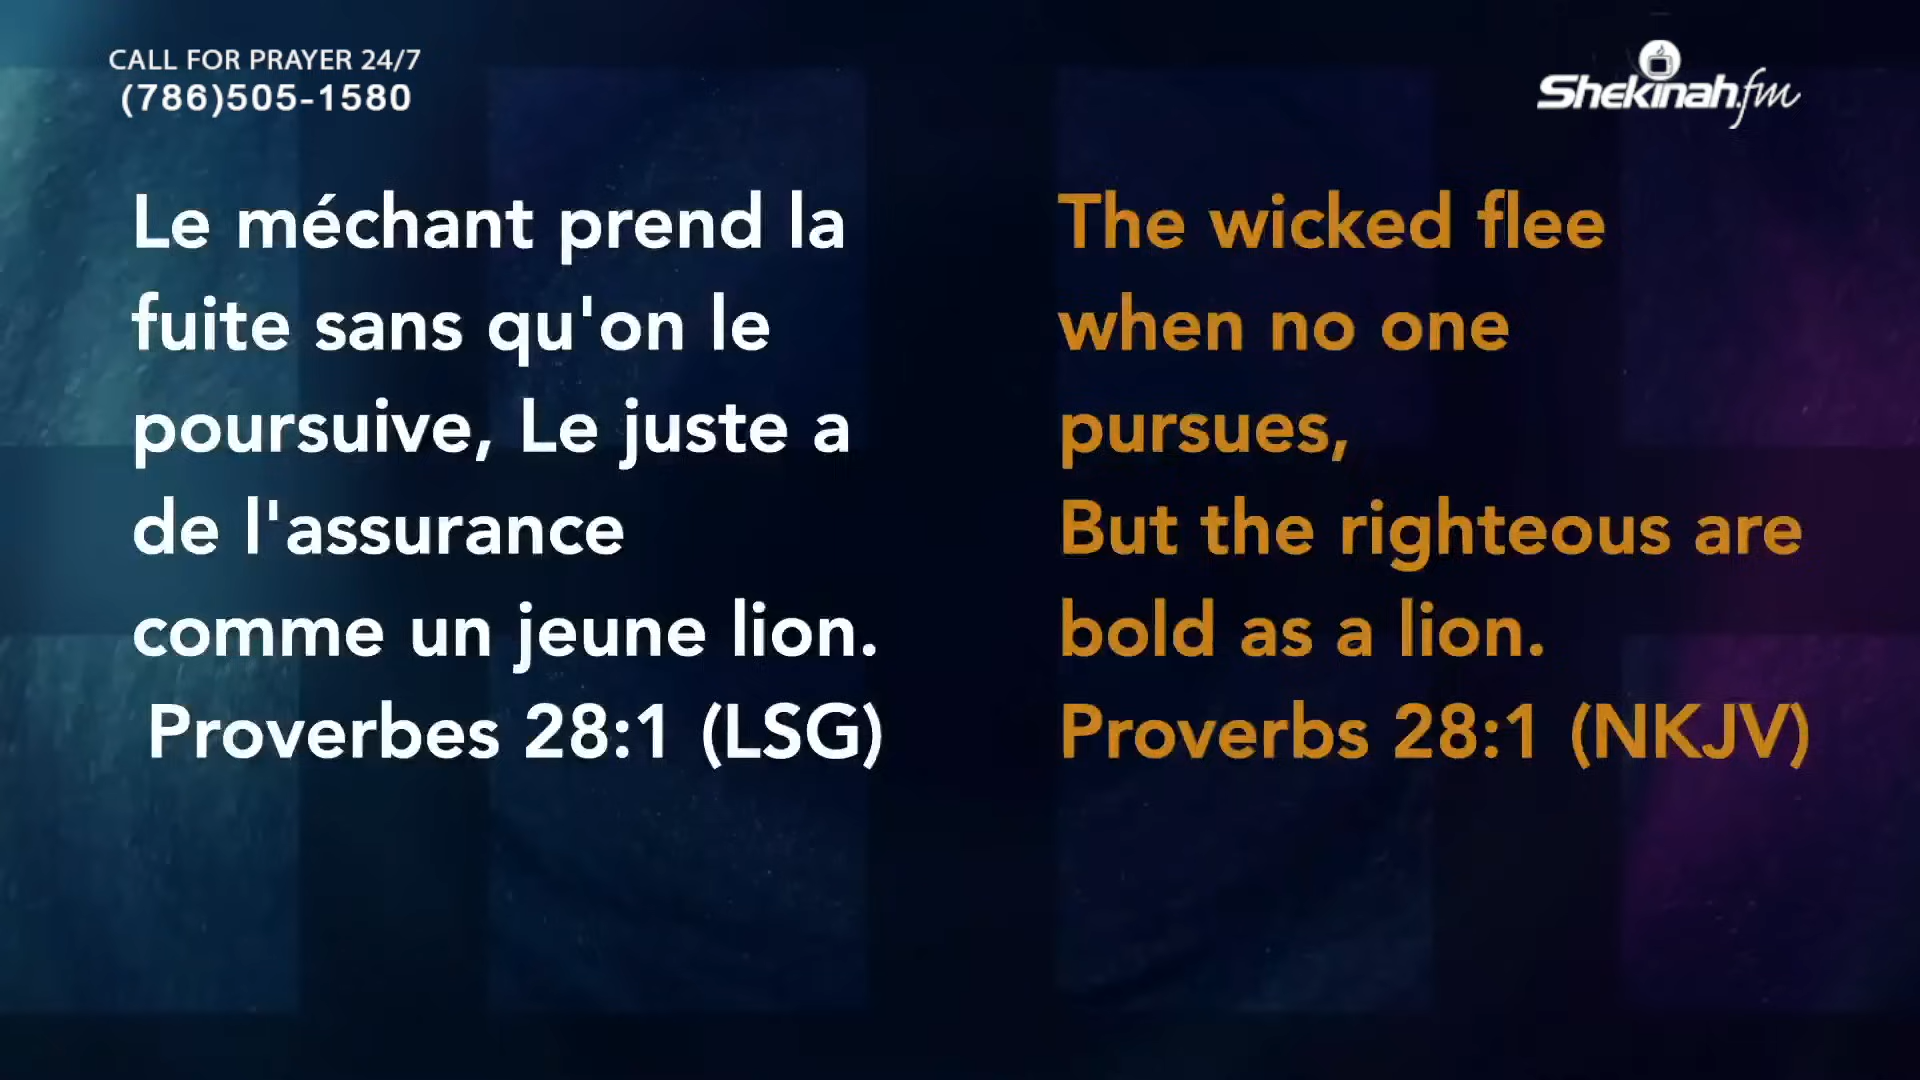 CALL FOR PRAYER 24/7
(786)505-1580
Shekinah.fm
Le méchant prend la
fuite sans qu'on le
poursuive, Le juste a
de l'assurance
comme un jeune lion.
Proverbes 28:1 (LSG)
The wicked flee
when no one
pursues,
But the righteous are
bold as a lion.
Proverbs 28:1 (NKJV)